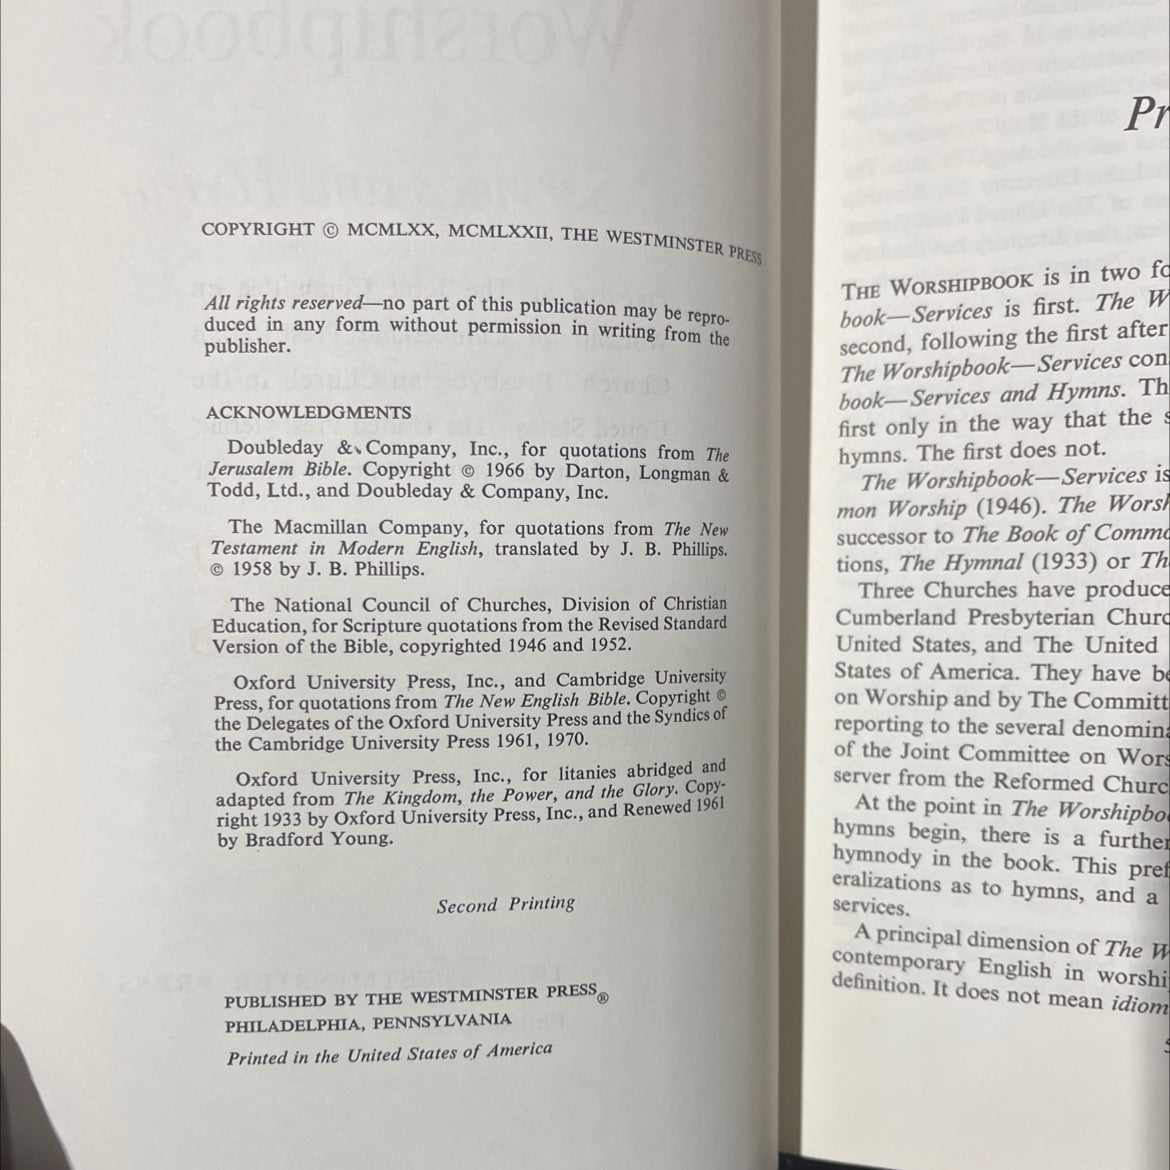 Worshipbook
COPYRIGHT © MCMLXX, MCMLXXII, THE WESTMINSTER PRESS
All rights reserved—no part of this publication may be repro-
duced in any form without permission in writing from the
publisher.
ACKNOWLEDGMENTS
Doubleday & Company, Inc., for quotations from The
Jerusalem Bible. Copyright © 1966 by Darton, Longman &
Todd, Ltd., and Doubleday & Company, Inc.
The Macmillan Company, for quotations from The New
Testament in Modern English, translated by J. B. Phillips.
© 1958 by J. B. Phillips.
The National Council of Churches, Division of Christian
Education, for Scripture quotations from the Revised Standard
Version of the Bible, copyrighted 1946 and 1952.
Oxford University Press, Inc., and Cambridge University
Press, for quotations from The New English Bible. Copyright ©
the Delegates of the Oxford University Press and the Syndics of
the Cambridge University Press 1961, 1970.
Oxford University Press, Inc., for litanies abridged and
adapted from The Kingdom, the Power, and the Glory. Copy-
right 1933 by Oxford University Press, Inc., and Renewed 1961
by Bradford Young.
Second Printing
PUBLISHED BY THE WESTMINSTER PRESS®
PHILADELPHIA, PENNSYLVANIA
Printed in the United States of America
Pr
THE WORSHIPBOOK is in two fo
book—Services is first. The W
second, following the first after
The Worshipbook—Services con
book—Services and Hymns. Th
first only in the way that the s
hymns. The first does not.
The Worshipbook—Services is
mon Worship (1946). The Worsh
successor to The Book of Commo
tions, The Hymnal (1933) or Th
Three Churches have produce
Cumberland Presbyterian Churc
United States, and The United
States of America. They have be
on Worship and by The Committ
reporting to the several denomina
of the Joint Committee on Wors
server from the Reformed Churc
At the point in The Worshipbo
hymns begin, there is a further
hymnody in the book. This pref
eralizations as to hymns, and a
services.
A principal dimension of The W
contemporary English in worshi
definition. It does not mean idiom